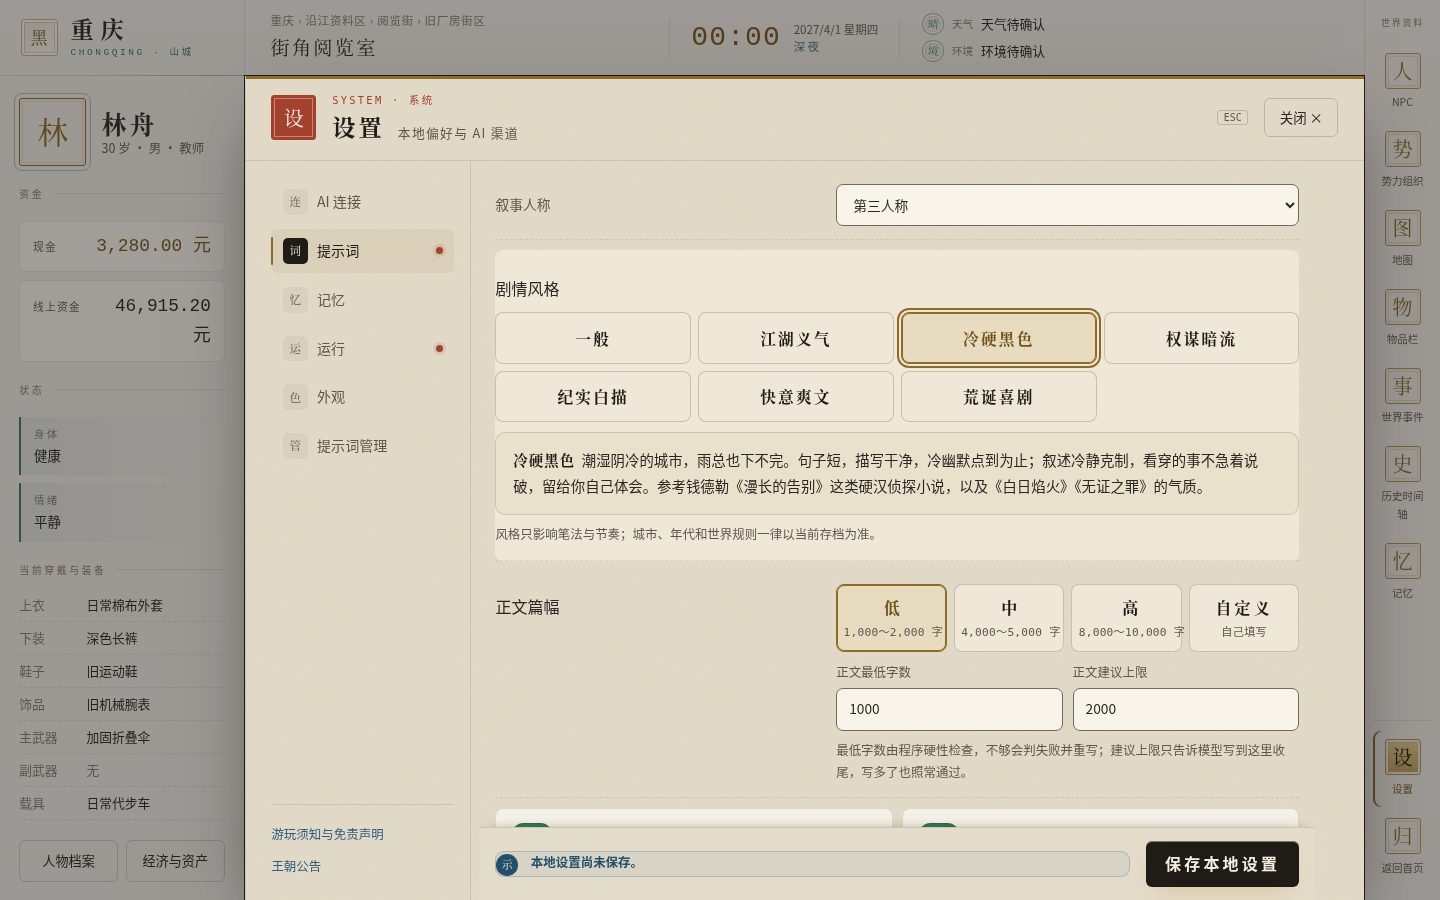 黑
重庆
CHONGQING · 山城
重庆 › 沿江资料区 › 阅览街 › 旧厂房街区
街角阅览室
00:00
2027/4/1 星期四
深夜
晴 天气 天气待确认
境 环境 环境待确认
世界资料
林
林舟
30 岁 · 男 · 教师
资金
现金 3,280.00 元
线上资金 46,915.20
元
状态
身体
健康
情绪
平静
当前穿戴与装备
上衣 日常棉布外套
下装 深色长裤
鞋子 旧运动鞋
饰品 旧机械腕表
主武器 加固折叠伞
副武器 无
载具 日常代步车
人物档案 经济与资产
设
SYSTEM · 系统
设置 本地偏好与 AI 渠道
ESC 关闭 ×
连 AI 连接
词 提示词
忆 记忆
运 运行
色 外观
管 提示词管理
游玩须知与免责声明
王朝公告
叙事人称 第三人称
剧情风格
一般 江湖义气 冷硬黑色 权谋暗流
纪实白描 快意爽文 荒诞喜剧
冷硬黑色 潮湿阴冷的城市，雨总也下不完。句子短，描写干净，冷幽默点到为止；叙述冷静克制，看穿的事不急着说
破，留给你自己体会。参考钱德勒《漫长的告别》这类硬汉侦探小说，以及《白日焰火》《无证之罪》的气质。
风格只影响笔法与节奏；城市、年代和世界规则一律以当前存档为准。
正文篇幅
低 中 高 自定义
1,000～2,000 字 4,000～5,000 字 8,000～10,000 字 自己填写
正文最低字数 正文建议上限
1000 2000
最低字数由程序硬性检查，不够会判失败并重写；建议上限只告诉模型写到这里收
尾，写多了也照常通过。
示 本地设置尚未保存。
保存本地设置
人
NPC
势
势力组织
图
地图
物
物品栏
事
世界事件
史
历史时间
轴
忆
记忆
设
设置
归
返回首页